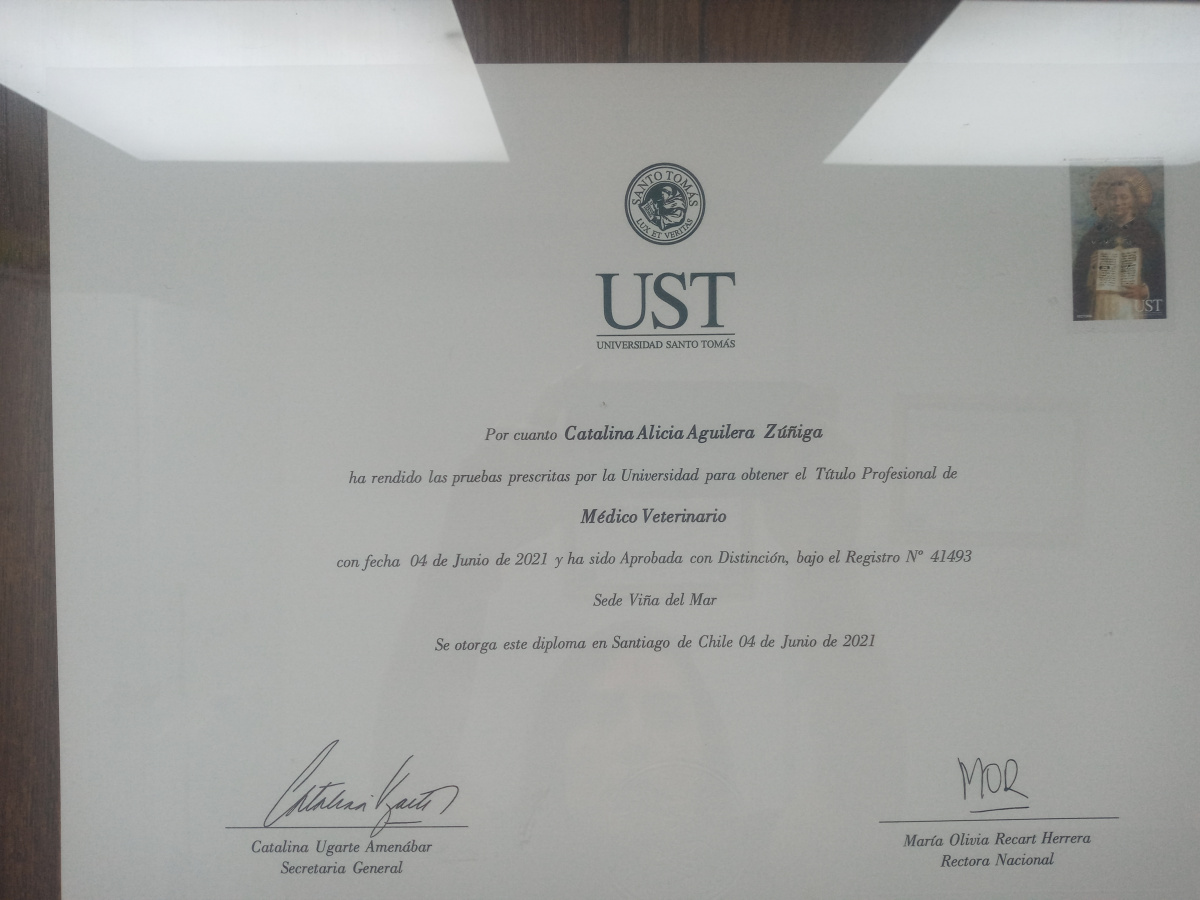 SANTO TOMÁS
LUX ET VERITAS
UST
UNIVERSIDAD SANTO TOMÁS
UST
Por cuanto Catalina Alicia Aguilera Zúñiga
ha rendido las pruebas prescritas por la Universidad para obtener el Título Profesional de
Médico Veterinario
con fecha 04 de Junio de 2021 y ha sido Aprobada con Distinción, bajo el Registro Nº 41493
Sede Viña del Mar
Se otorga este diploma en Santiago de Chile 04 de Junio de 2021
Catalina Ugarte
MOR
Catalina Ugarte Amenábar
Secretaria General
María Olivia Recart Herrera
Rectora Nacional